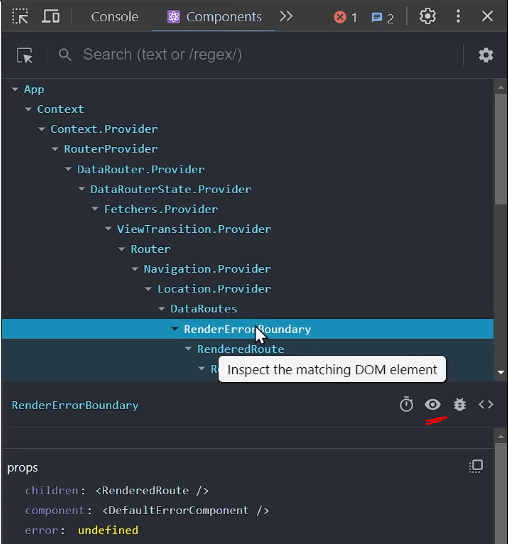 Console Components 1 2
Search (text or /regex/)
App
Context
Context.Provider
RouterProvider
DataRouter.Provider
DataRouterState.Provider
Fetchers.Provider
ViewTransition.Provider
Router
Navigation.Provider
Location.Provider
DataRoutes
RenderErrorBoundary
RenderedRoute
Inspect the matching DOM element
RenderErrorBoundary
props
children: <RenderedRoute />
component: <DefaultErrorComponent />
error: undefined